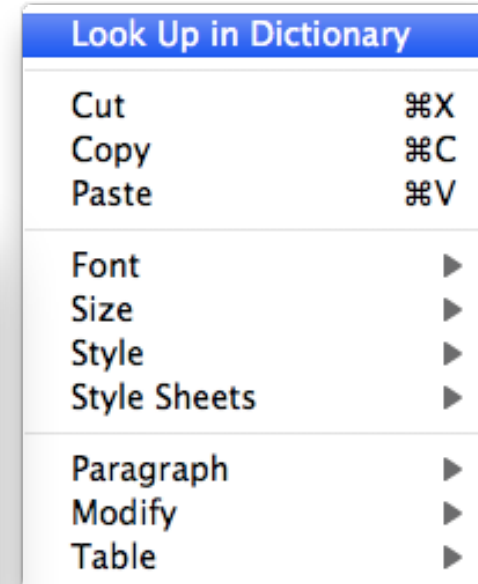 Look Up in Dictionary
Cut ⌘X
Copy ⌘C
Paste ⌘V
Font
Size
Style
Style Sheets
Paragraph
Modify
Table